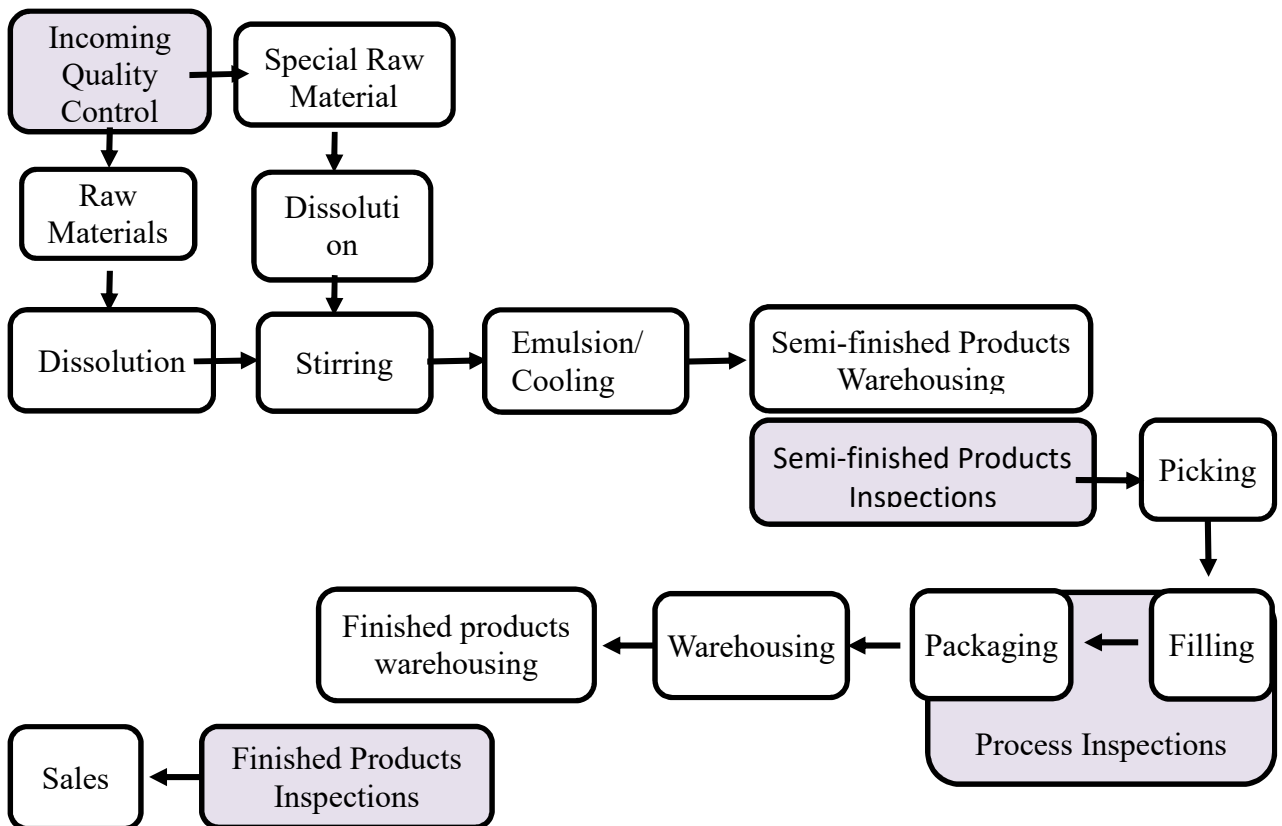 Incoming
Quality
Control
Special Raw
Material
Raw
Materials
Dissoluti
on
Dissolution
Stirring
Emulsion/
Cooling
Semi-finished Products
Warehousing
Semi-finished Products
Inspections
Picking
Finished products
warehousing
Warehousing
Packaging
Filling
Process Inspections
Sales
Finished Products
Inspections